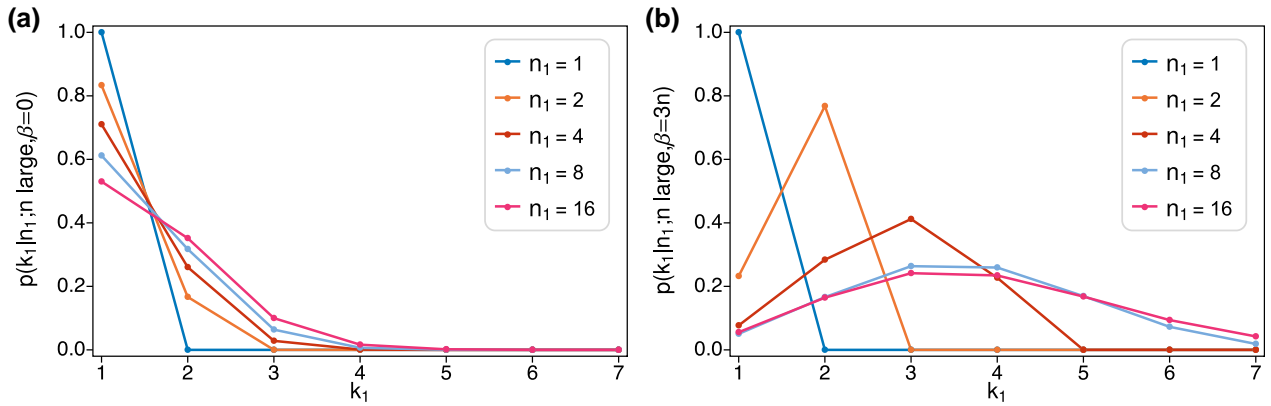 (a)
p(k₁|n₁;n large,β=0)
1.0
0.8
0.6
0.4
0.2
0.0
n₁ = 1
n₁ = 2
n₁ = 4
n₁ = 8
n₁ = 16
1 2 3 4 5 6 7
k₁
(b)
p(k₁|n₁;n large,β=3n)
1.0
0.8
0.6
0.4
0.2
0.0
n₁ = 1
n₁ = 2
n₁ = 4
n₁ = 8
n₁ = 16
1 2 3 4 5 6 7
k₁